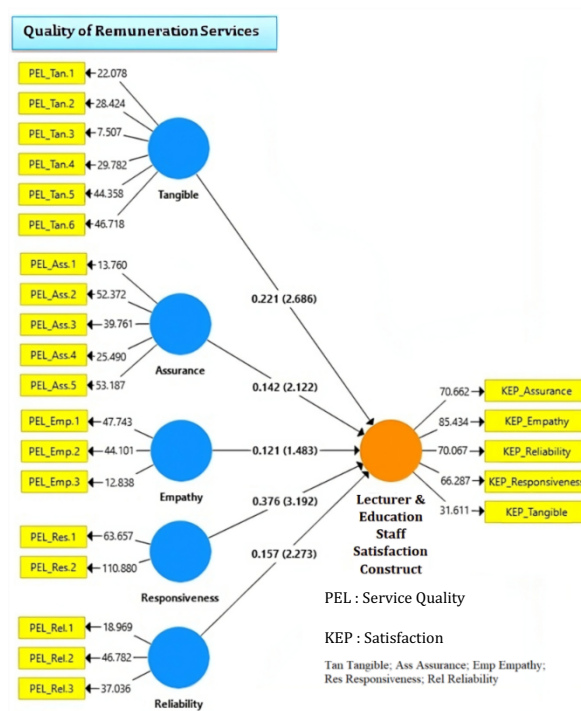 Quality of Remuneration Services
PEL_Tan.1
22.078
PEL_Tan.2
28.424
PEL_Tan.3
7.507
PEL_Tan.4
29.782
PEL_Tan.5
44.358
PEL_Tan.6
46.718
Tangible
0.221 (2.686)
PEL_Ass.1
13.760
PEL_Ass.2
52.372
PEL_Ass.3
39.761
PEL_Ass.4
25.490
PEL_Ass.5
53.187
Assurance
0.142 (2.122)
PEL_Emp.1
47.743
PEL_Emp.2
44.101
PEL_Emp.3
12.838
Empathy
0.121 (1.483)
PEL_Res.1
63.657
PEL_Res.2
110.880
Responsiveness
0.376 (3.192)
PEL_Rel.1
18.969
PEL_Rel.2
46.782
PEL_Rel.3
37.036
Reliability
0.157 (2.273)
70.662
KEP_Assurance
85.434
KEP_Empathy
70.067
KEP_Reliability
66.287
KEP_Responsiveness
31.611
KEP_Tangible
Lecturer &
Education
Staff
Satisfaction
Construct
PEL : Service Quality
KEP : Satisfaction
Tan Tangible; Ass Assurance; Emp Empathy;
Res Responsiveness; Rel Reliability